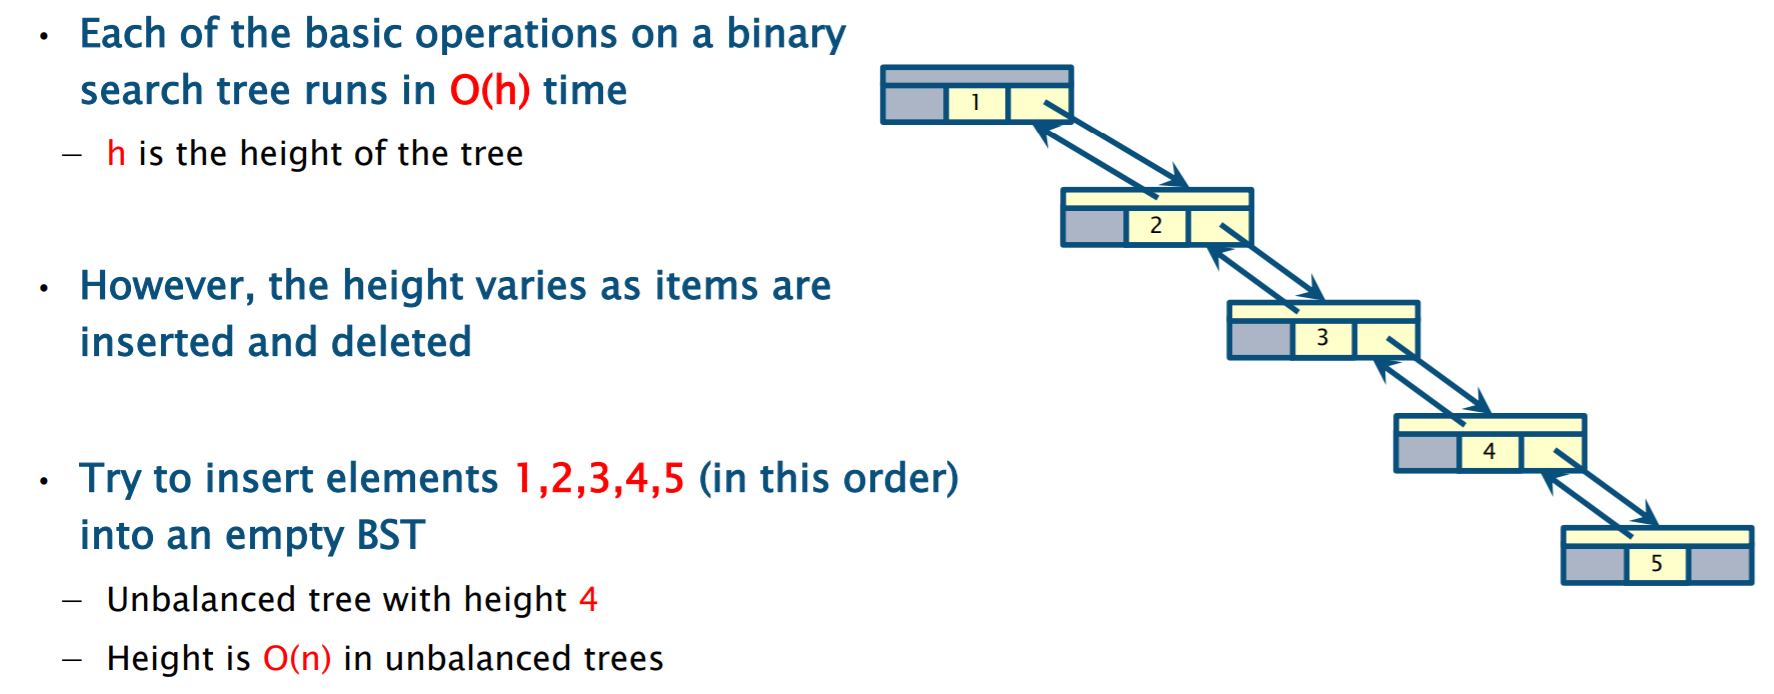 • Each of the basic operations on a binary
search tree runs in O(h) time
– h is the height of the tree
• However, the height varies as items are
inserted and deleted
• Try to insert elements 1,2,3,4,5 (in this order)
into an empty BST
– Unbalanced tree with height 4
– Height is O(n) in unbalanced trees
1
2
3
4
5